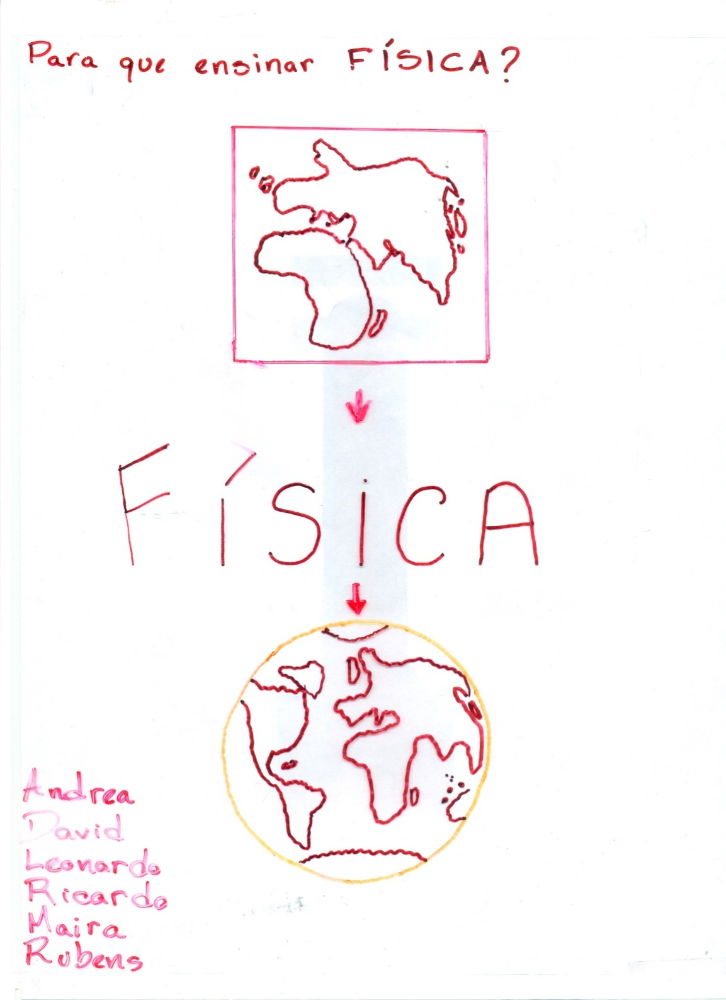 Para que ensinar FÍSICA?
FÍSiCA
Andrea
David
Leonardo
Ricardo
Maira
Rubens